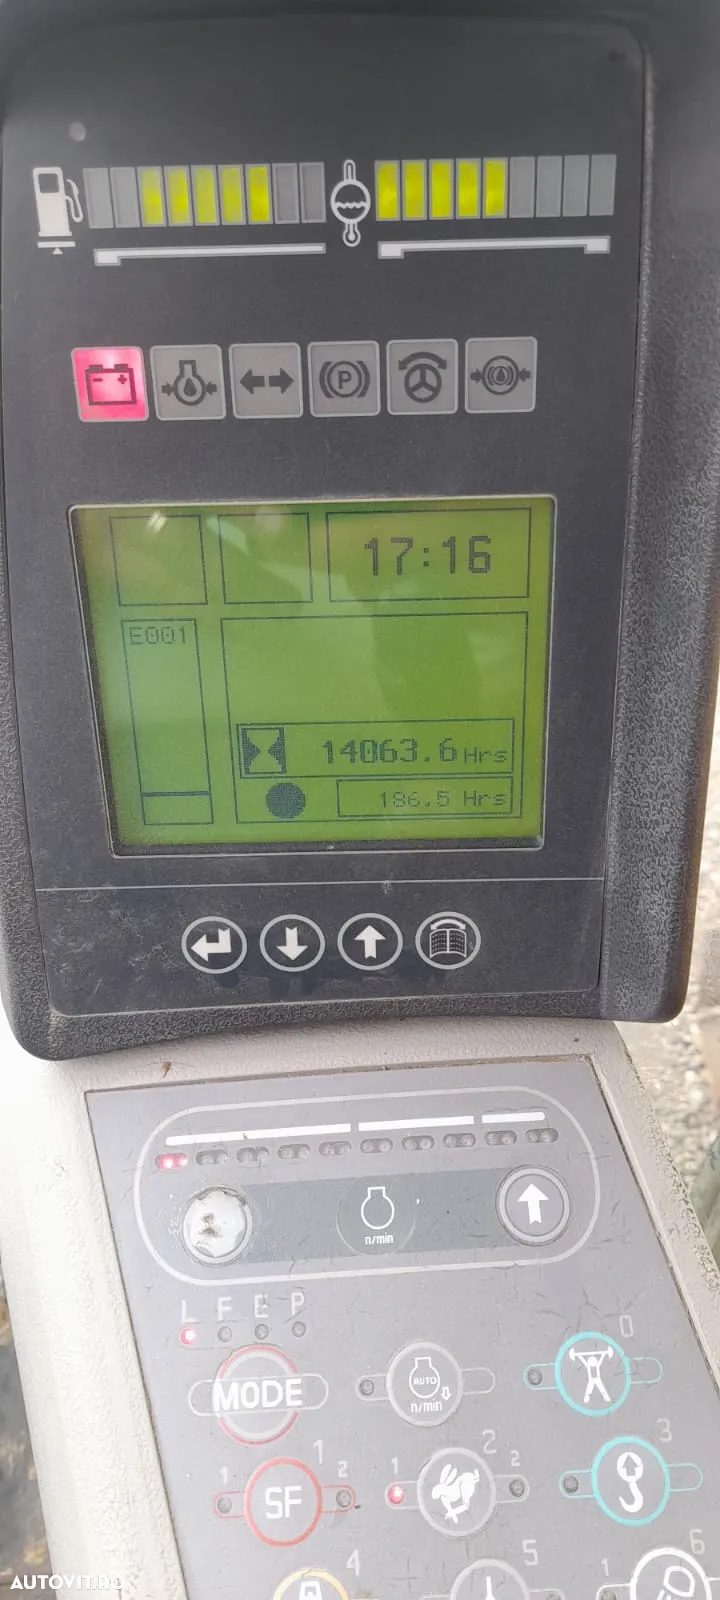 P
17:16
E001
14063.6 Hrs
186.5 Hrs
n/min
L F E P
0
MODE
AUTO
n/min
1
2
3
1
2
1
2
SF
4
5
6
1
AUTOVIT.RO